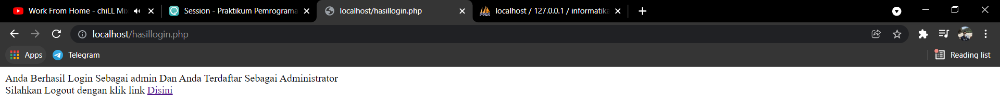 Work From Home - chiLL Mix
Session - Praktikum Pemrograma
localhost/hasillogin.php
localhost / 127.0.0.1 / informatika
localhost/hasillogin.php
Apps
Telegram
Reading list
Anda Berhasil Login Sebagai admin Dan Anda Terdaftar Sebagai Administrator
Silahkan Logout dengan klik link Disini